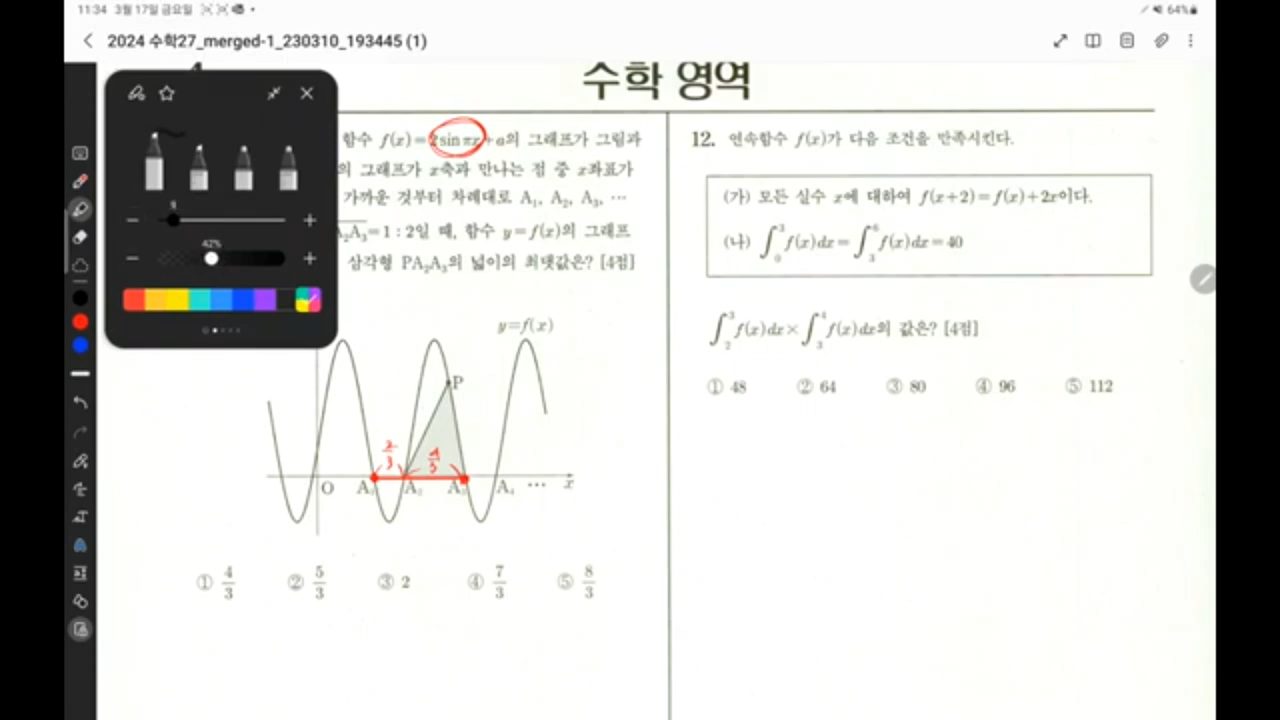 11:34 3월 17일 금요일
64%
2024 수학27_merged-1_230310_193445 (1)
수학 영역
함수 f(x)=2sin πx+a의 그래프가 그림과
의 그래프가 x축과 만나는 점 중 x좌표가
가까운 것부터 차례대로 A₁, A₂, A₃, ⋯
A₂A₃=1 : 2일 때, 함수 y=f(x)의 그래프
삼각형 PA₂A₃의 넓이의 최댓값은? [4점]
42%
y=f(x)
P
2/3
4/3
O A₁ A₂ A₃ A₄ ⋯ x
① 4/3 ② 5/3 ③ 2 ④ 7/3 ⑤ 8/3
12. 연속함수 f(x)가 다음 조건을 만족시킨다.
(가) 모든 실수 x에 대하여 f(x+2)=f(x)+2x이다.
(나) ∫₀³ f(x)dx=∫₃⁶ f(x)dx=40
∫₂³ f(x)dx×∫₃⁴ f(x)dx의 값은? [4점]
① 48 ② 64 ③ 80 ④ 96 ⑤ 112